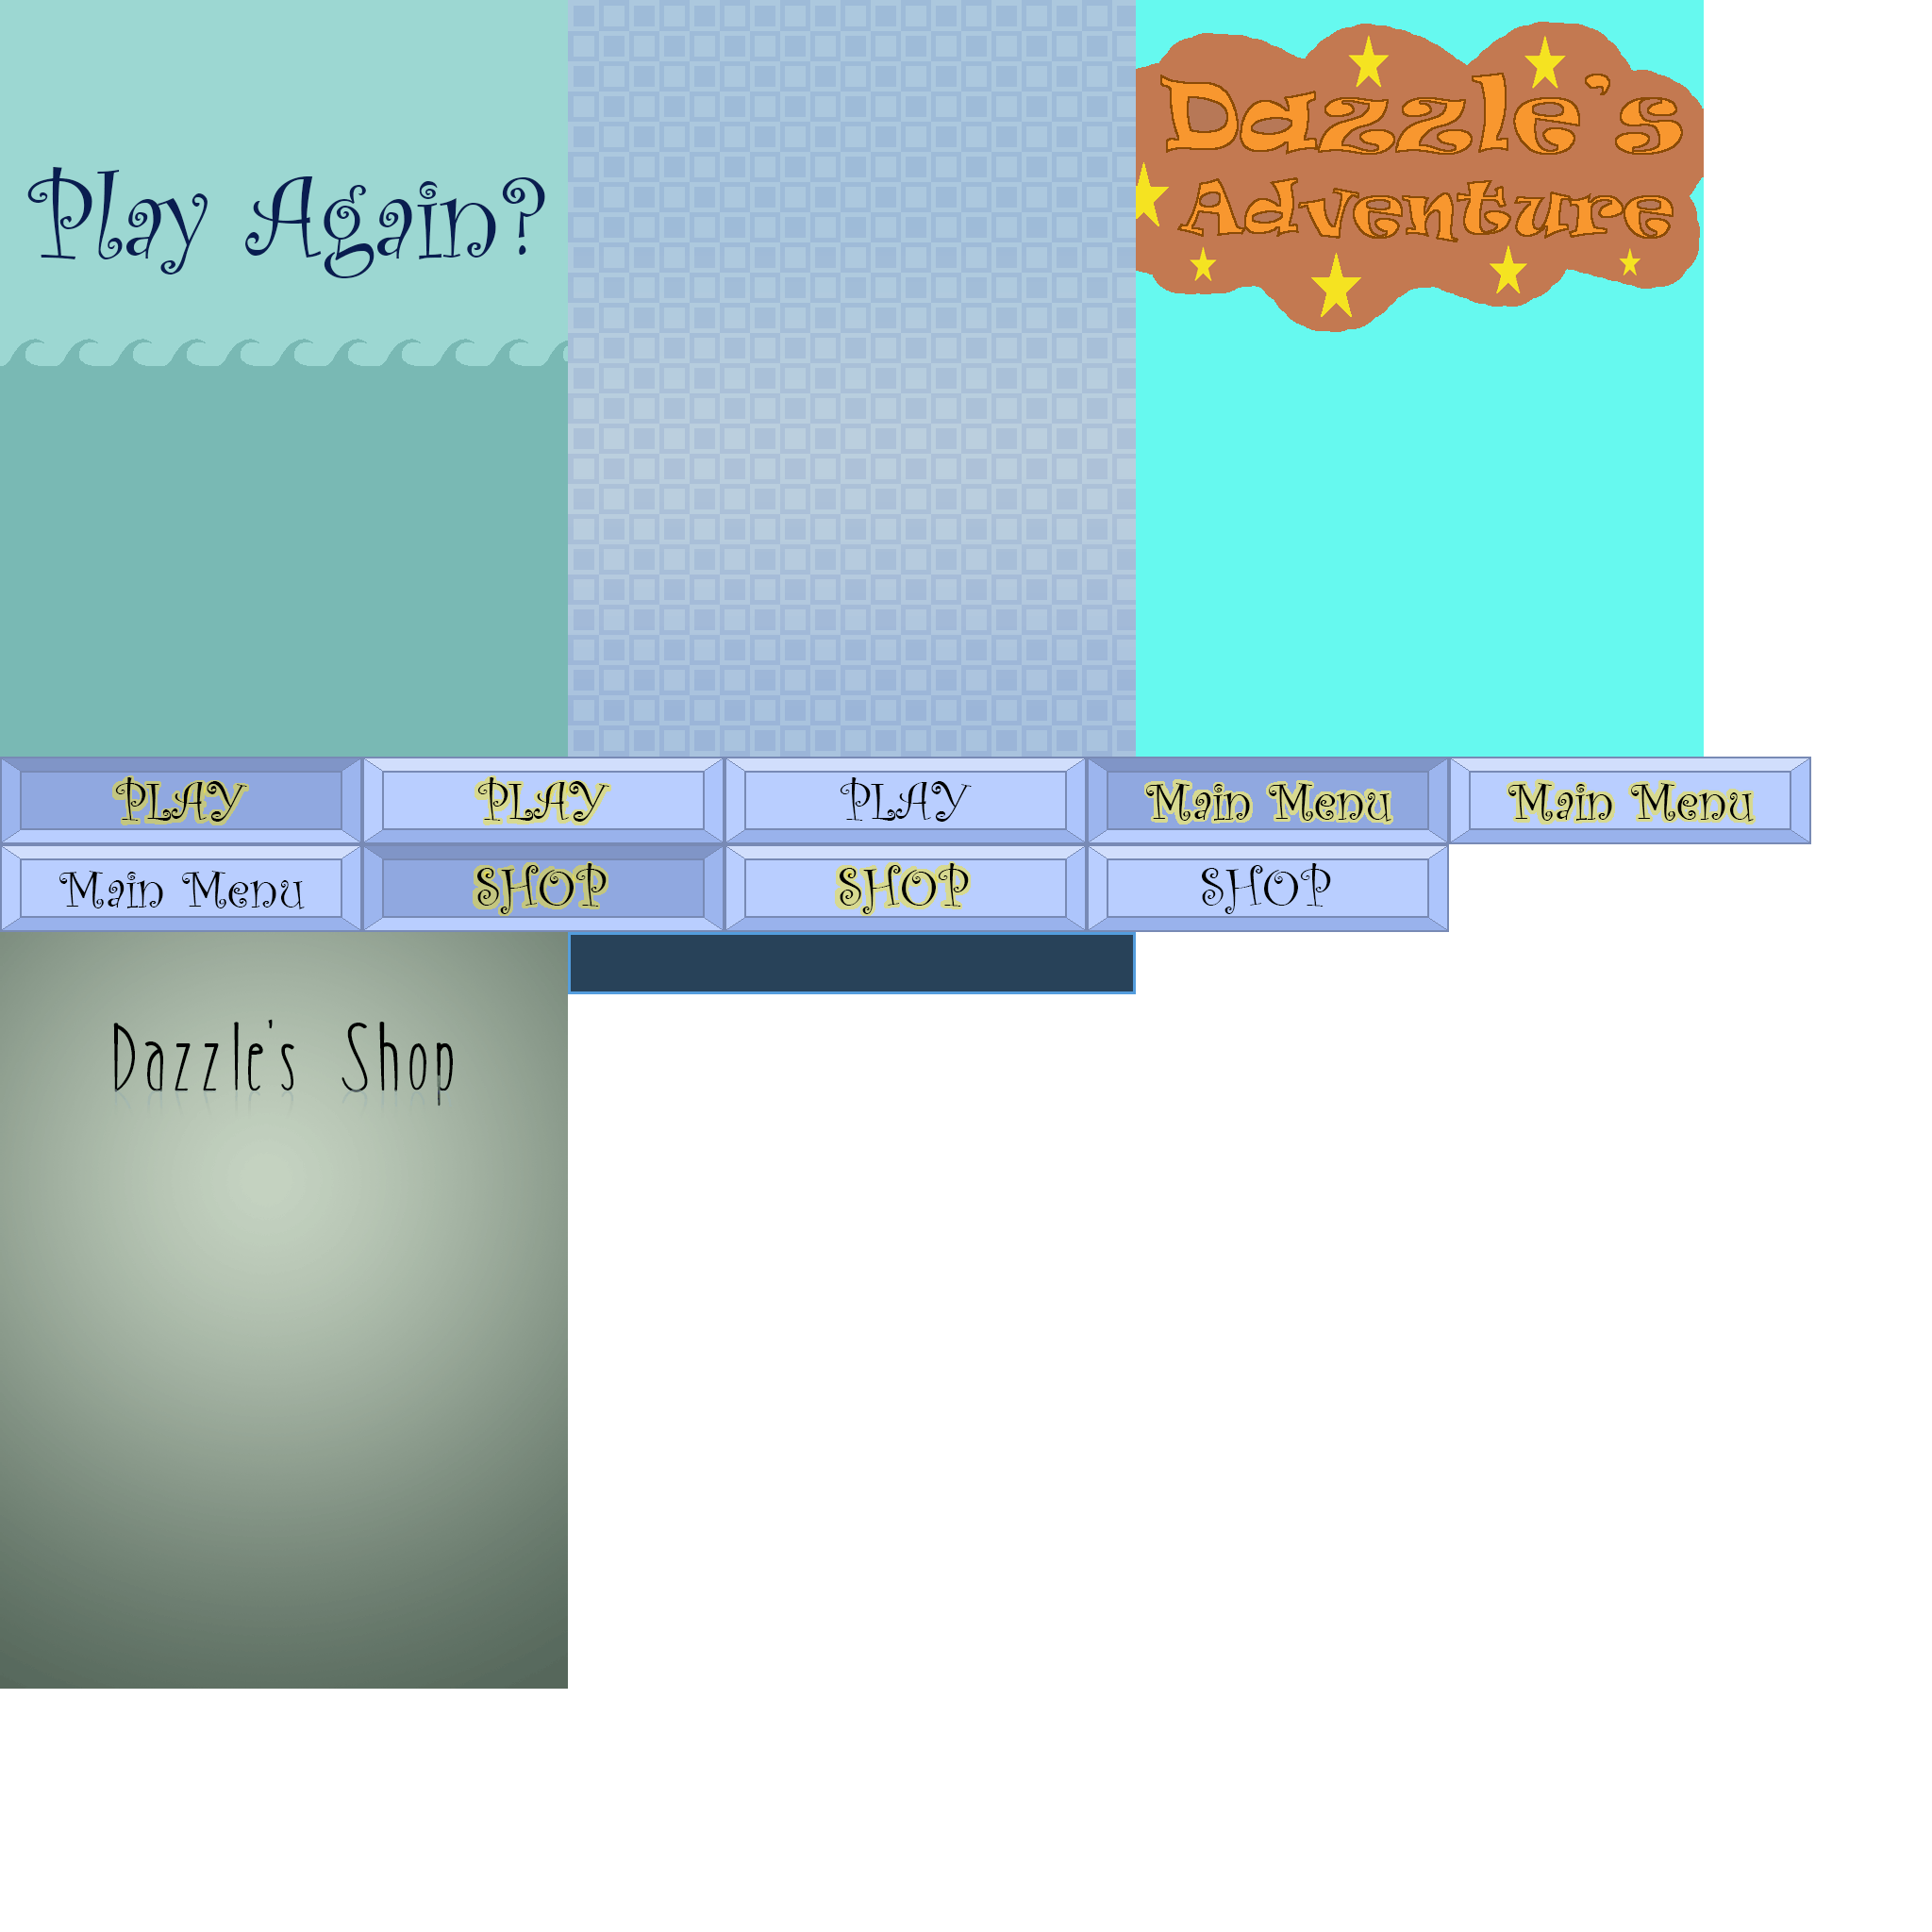 Play Again?
Dazzle's
Adventure
PLAY
PLAY
PLAY
Main Menu
Main Menu
Main Menu
SHOP
SHOP
SHOP
Dazzle's Shop